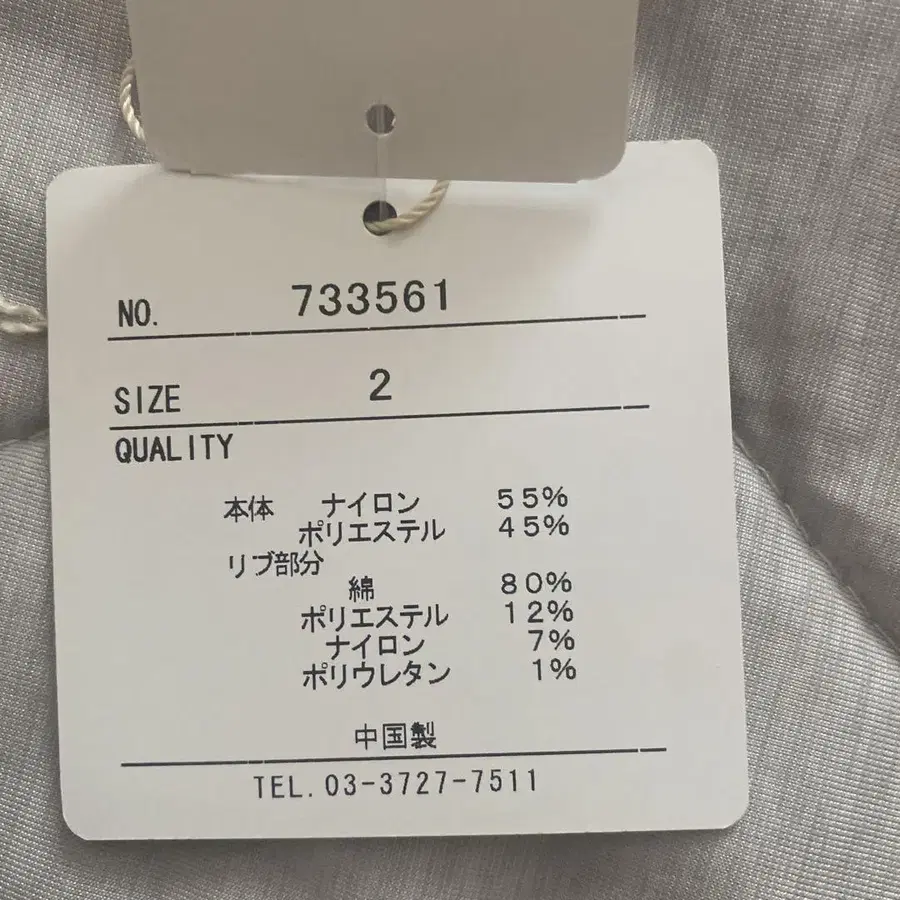 NO. 733561
SIZE 2
QUALITY
本体 ナイロン 55%
ポリエステル 45%
リブ部分
綿 80%
ポリエステル 12%
ナイロン 7%
ポリウレタン 1%
中国製
TEL. 03-3727-7511